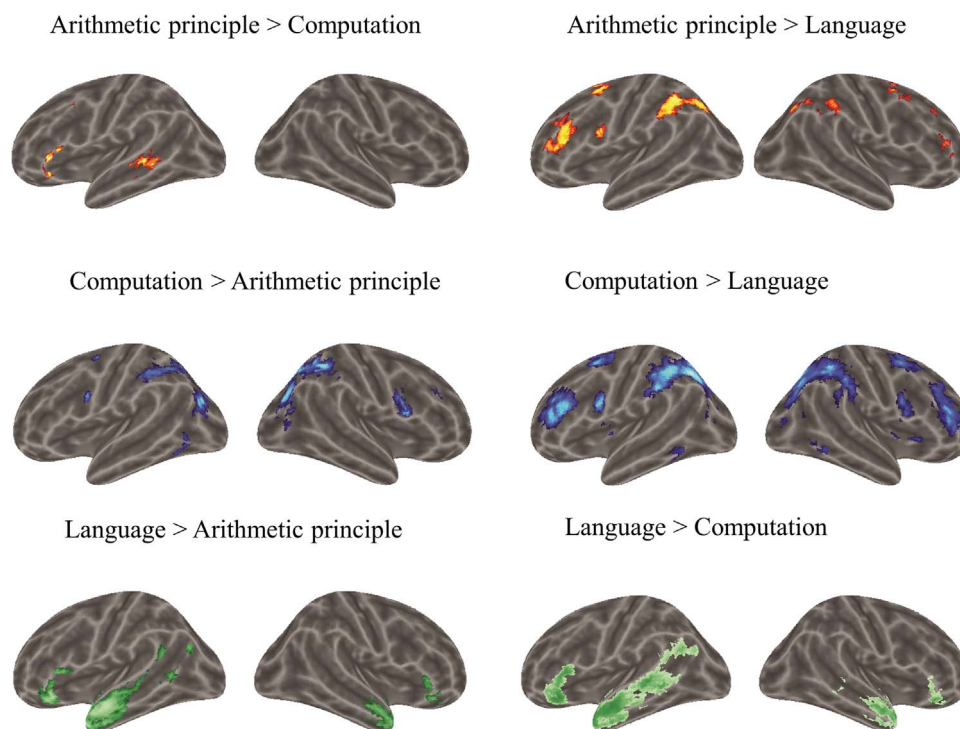 Arithmetic principle > Computation
Arithmetic principle > Language
Computation > Arithmetic principle
Computation > Language
Language > Arithmetic principle
Language > Computation